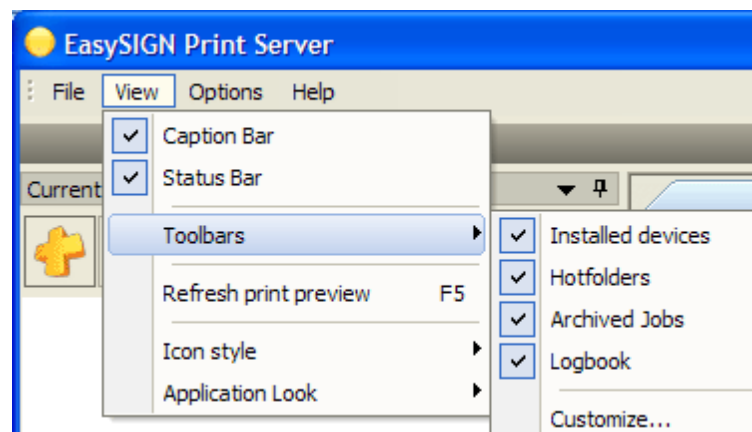 EasySIGN Print Server
File View Options Help
Caption Bar
Status Bar
Current
Toolbars
Installed devices
Hotfolders
Archived Jobs
Logbook
Customize...
Refresh print preview F5
Icon style
Application Look